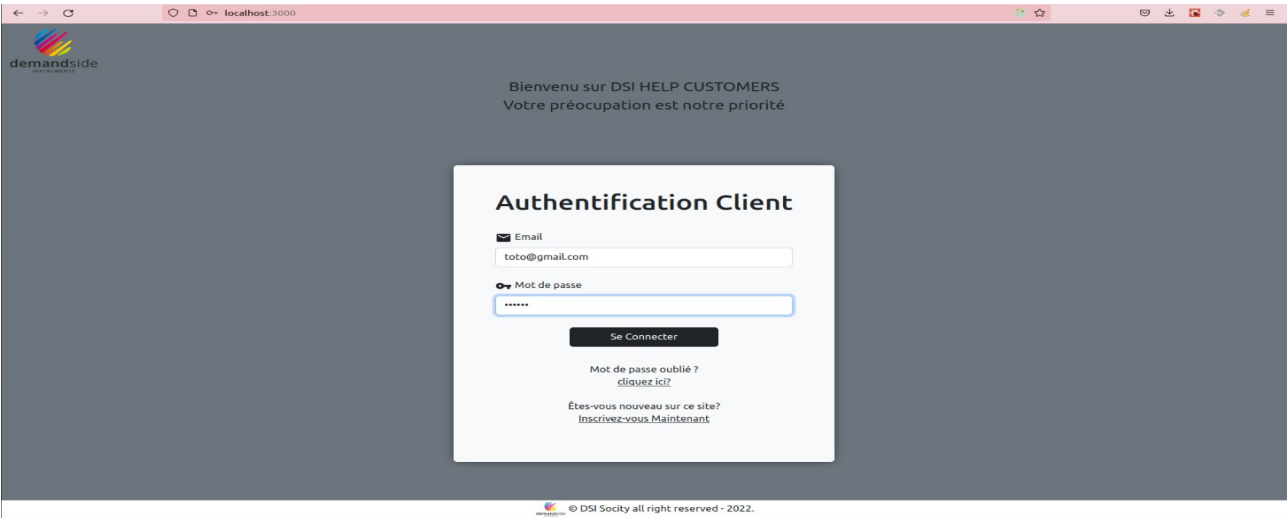 localhost:3000
demandside
INSTRUMENTS
Bienvenu sur DSI HELP CUSTOMERS
Votre préocupation est notre priorité
Authentification Client
Email
toto@gmail.com
Mot de passe
••••••
Se Connecter
Mot de passe oublié ?
cliquez ici?
Êtes-vous nouveau sur ce site?
Inscrivez-vous Maintenant
demandside © DSI Socity all right reserved - 2022.